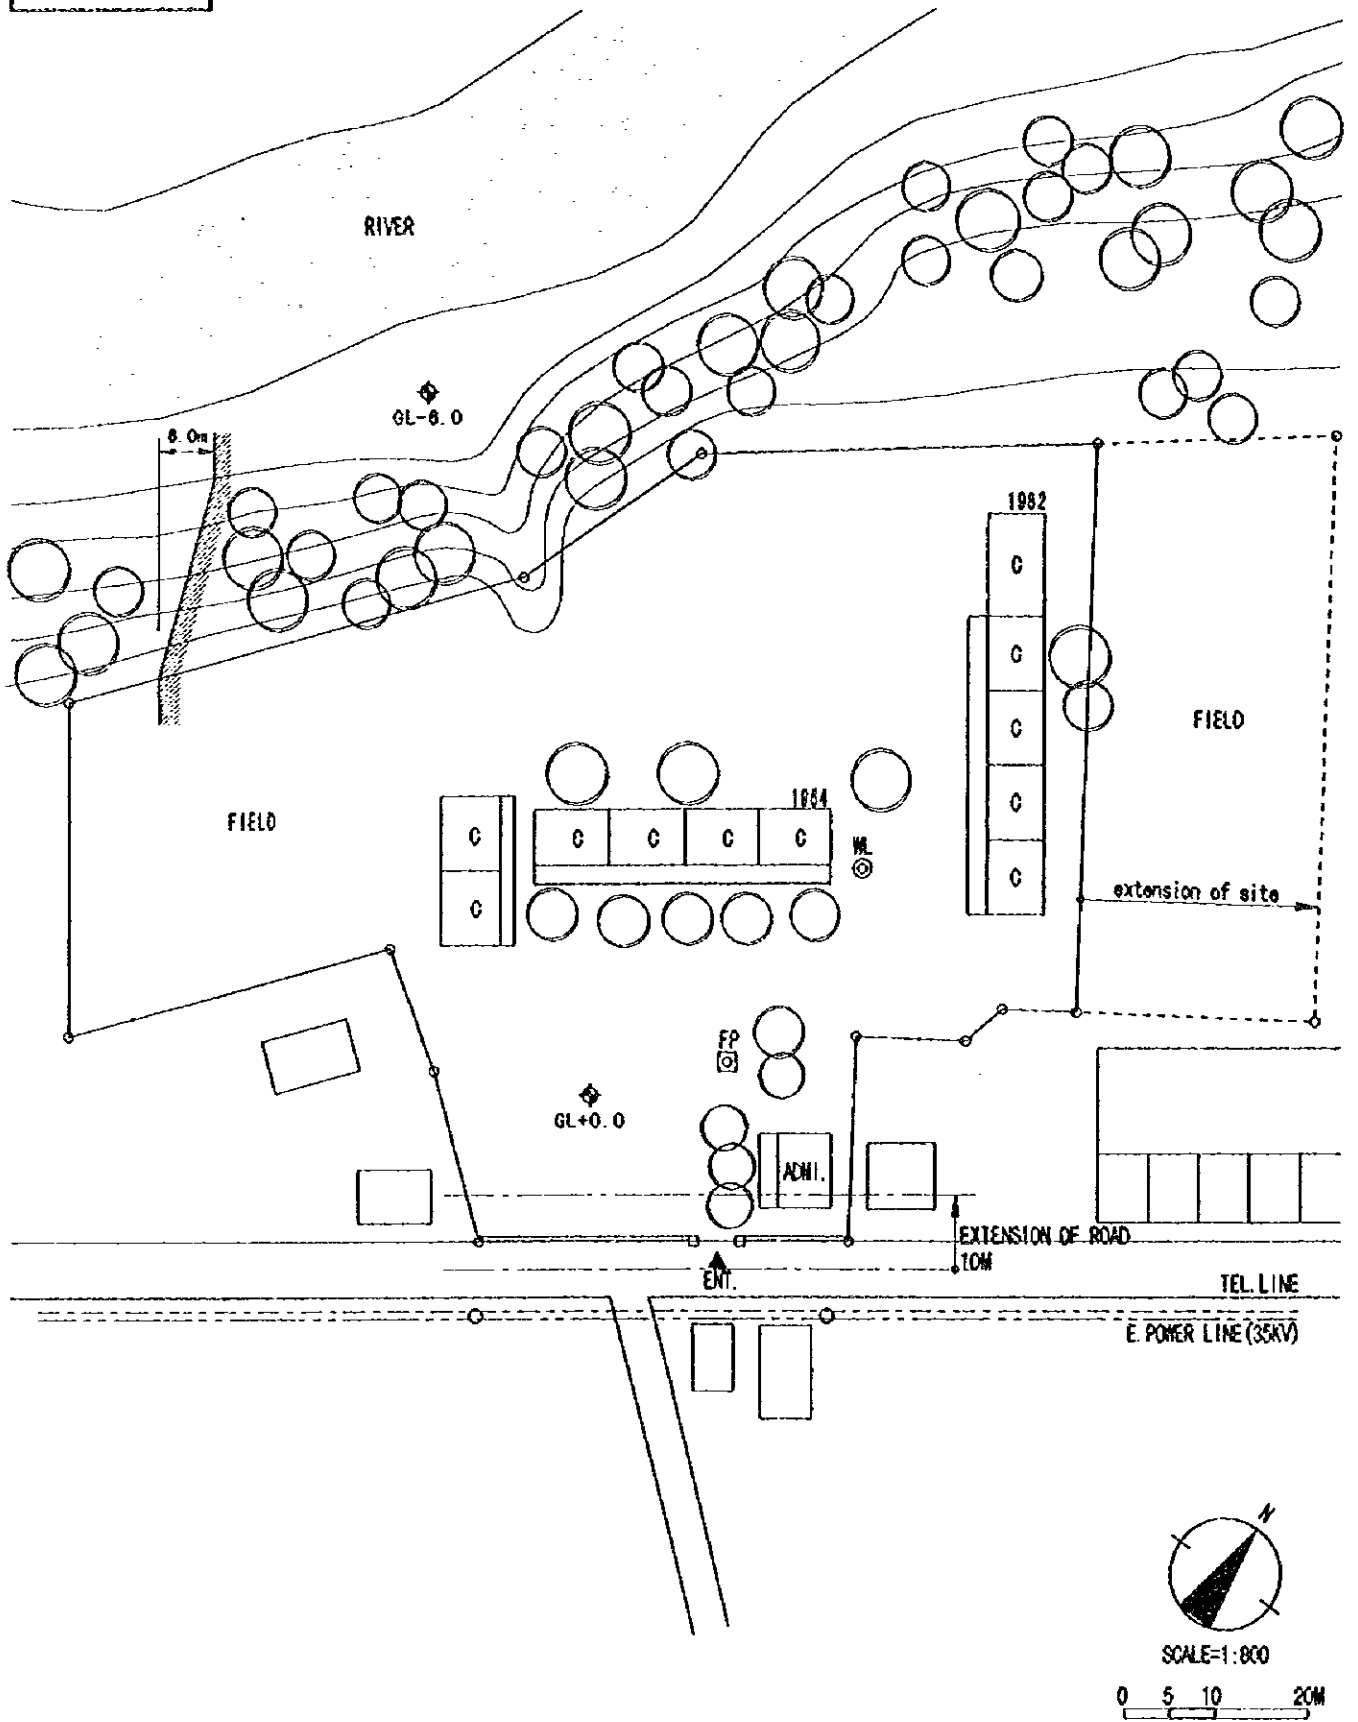 RIVER
GL-6.0
6.0m
1982
C
C
C
C
C
FIELD
extension of site
FIELD
1984
C
C
C
C
C
C
WL
FP
GL+0.0
ADMI.
EXTENSION OF ROAD
10M
ENT.
TEL. LINE
E. POWER LINE (35KV)
N
SCALE=1:800
0 5 10 20M